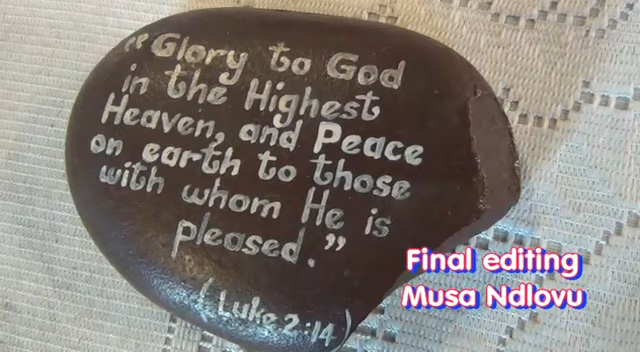 "Glory to God
in the Highest
Heaven, and Peace
on earth to those
with whom He is
pleased."
(Luke 2:14)
Final editing
Musa Ndlovu